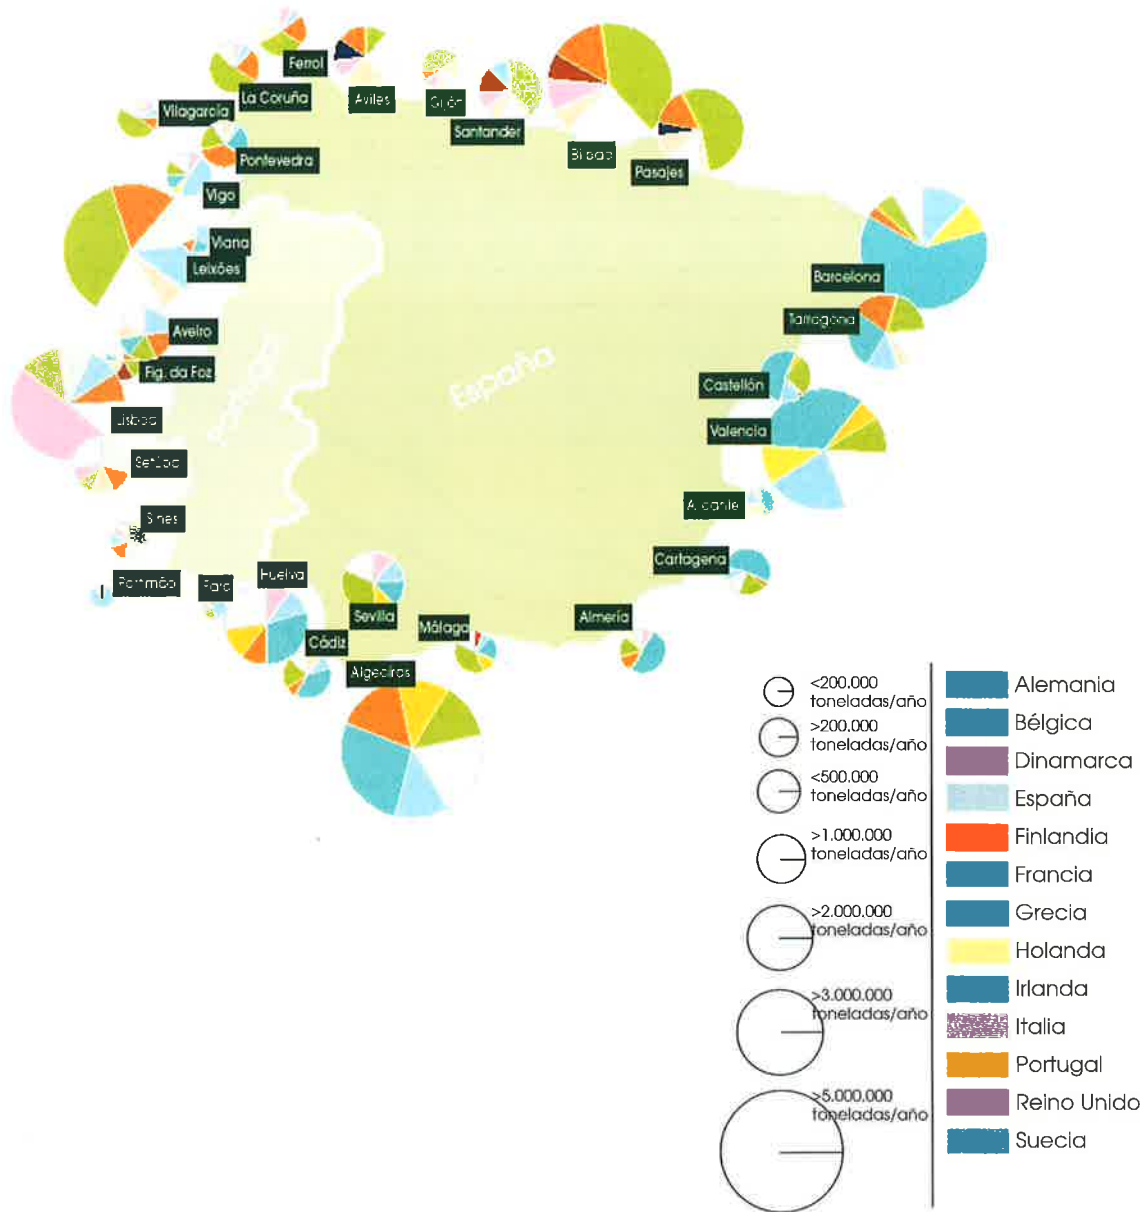 Ferrol
La Coruña
Aviles
Gijón
Santander
Bilbao
Pasajes
Vilagarcía
Pontevedra
Vigo
Viana
Leixões
Aveiro
Fig. da Foz
Lisboa
Setúbal
Sines
Portimão
Faro
Huelva
Sevilla
Cádiz
Algeciras
Málaga
Almería
Cartagena
Alicante
Valencia
Castellón
Tarragona
Barcelona
España
Portugal
<200.000
toneladas/año
>200.000
toneladas/año
<500.000
toneladas/año
>1.000.000
toneladas/año
>2.000.000
toneladas/año
>3.000.000
toneladas/año
>5.000.000
toneladas/año
Alemania
Bélgica
Dinamarca
España
Finlandia
Francia
Grecia
Holanda
Irlanda
Italia
Portugal
Reino Unido
Suecia